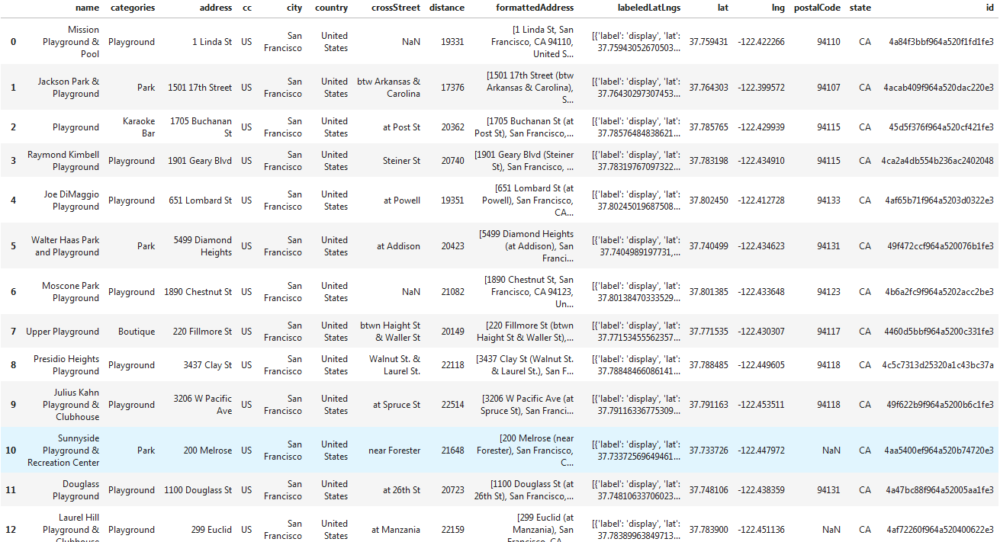 name categories address cc city country crossStreet distance formattedAddress labeledLatLngs lat lng postalCode state id
0 Mission Playground & Pool Playground 1 Linda St US San Francisco United States NaN 19331 [1 Linda St, San Francisco, CA 94110, United S... [{'label': 'display', 'lat': 37.75943052670503... 37.759431 -122.422266 94110 CA 4a84f3bbf964a520f1fd1fe3
1 Jackson Park & Playground Park 1501 17th Street US San Francisco United States btw Arkansas & Carolina 17376 [1501 17th Street (btw Arkansas & Carolina), S... [{'label': 'display', 'lat': 37.76430297307453... 37.764303 -122.399572 94107 CA 4acab409f964a520dac220e3
2 Playground Karaoke Bar 1705 Buchanan St US San Francisco United States at Post St 20362 [1705 Buchanan St (at Post St), San Francisco,... [{'label': 'display', 'lat': 37.78576484838621... 37.785765 -122.429939 94115 CA 45d5f376f964a520cf421fe3
3 Raymond Kimbell Playground Playground 1901 Geary Blvd US San Francisco United States Steiner St 20740 [1901 Geary Blvd (Steiner St), San Francisco, ... [{'label': 'display', 'lat': 37.78319767097322... 37.783198 -122.434910 94115 CA 4ca2a4db554b236ac2402048
4 Joe DiMaggio Playground Playground 651 Lombard St US San Francisco United States at Powell 19351 [651 Lombard St (at Powell), San Francisco, CA... [{'label': 'display', 'lat': 37.80245019687508... 37.802450 -122.412728 94133 CA 4af65b71f964a5203d0322e3
5 Walter Haas Park and Playground Park 5499 Diamond Heights US San Francisco United States at Addison 20423 [5499 Diamond Heights (at Addison), San Franci... [{'label': 'display', 'lat': 37.7404989197731,... 37.740499 -122.434623 94131 CA 49f472ccf964a520076b1fe3
6 Moscone Park Playground Playground 1890 Chestnut St US San Francisco United States NaN 21082 [1890 Chestnut St, San Francisco, CA 94123, Un... [{'label': 'display', 'lat': 37.80138470333529... 37.801385 -122.433648 94123 CA 4b6a2fc9f964a5202acc2be3
7 Upper Playground Boutique 220 Fillmore St US San Francisco United States btwn Haight St & Waller St 20149 [220 Fillmore St (btwn Haight St & Waller St),... [{'label': 'display', 'lat': 37.77153455562357... 37.771535 -122.430307 94117 CA 4460d5bbf964a5200c331fe3
8 Presidio Heights Playground Playground 3437 Clay St US San Francisco United States Walnut St. & Laurel St. 22118 [3437 Clay St (Walnut St. & Laurel St.), San F... [{'label': 'display', 'lat': 37.78848466086141... 37.788485 -122.449605 94118 CA 4c5c7313d25320a1c43bc37a
9 Julius Kahn Playground & Clubhouse Playground 3206 W Pacific Ave US San Francisco United States at Spruce St 22514 [3206 W Pacific Ave (at Spruce St), San Franci... [{'label': 'display', 'lat': 37.79116336775309... 37.791163 -122.453511 94118 CA 49f622b9f964a5200b6c1fe3
10 Sunnyside Playground & Recreation Center Park 200 Melrose US San Francisco United States near Forester 21648 [200 Melrose (near Forester), San Francisco, C... [{'label': 'display', 'lat': 37.73372569649461... 37.733726 -122.447972 NaN CA 4aa5400ef964a520b74720e3
11 Douglass Playground Playground 1100 Douglass St US San Francisco United States at 26th St 20723 [1100 Douglass St (at 26th St), San Francisco,... [{'label': 'display', 'lat': 37.74810633706023... 37.748106 -122.438359 94131 CA 4a47bc88f964a52005aa1fe3
12 Laurel Hill Playground & Clubhouse Playground 299 Euclid US San Francisco United States at Manzania 22159 [299 Euclid (at Manzania), San Francisco, CA... [{'label': 'display', 'lat': 37.78389963849713... 37.783900 -122.451136 NaN CA 4af72260f964a520400622e3